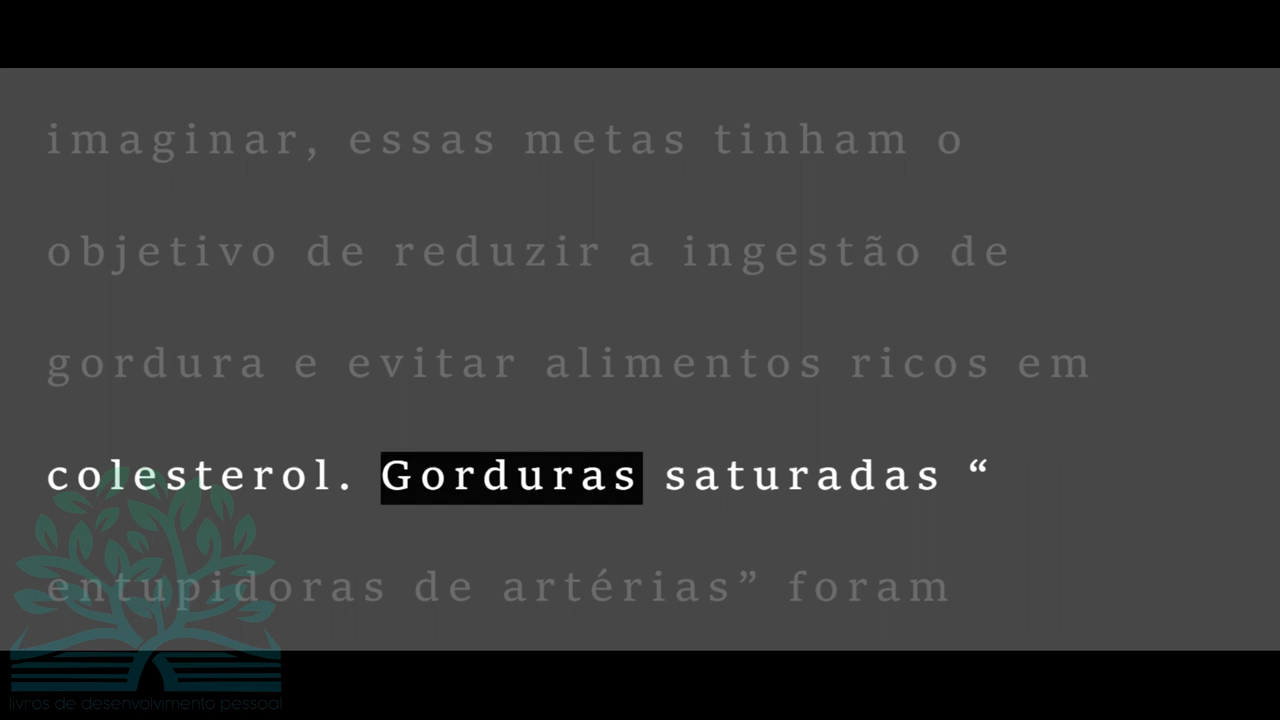 imaginar, essas metas tinham o
objetivo de reduzir a ingestão de
gordura e evitar alimentos ricos em
colesterol. Gorduras saturadas “
entupidoras de artérias” foram
livros de desenvolvimento pessoal